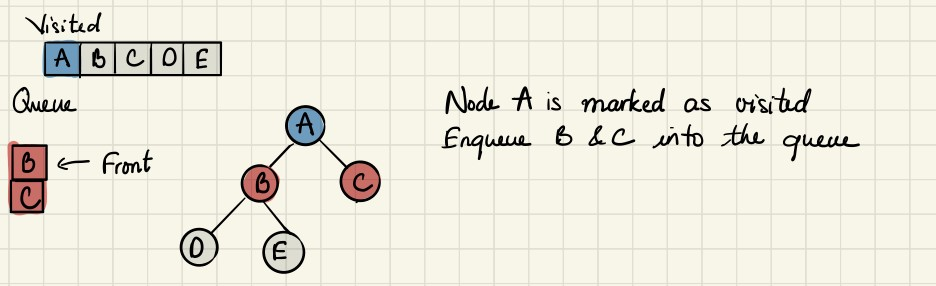 Visited
A B C D E
Queue
B ← Front
C
A
B C
D E
Node A is marked as visited
Enqueue B & C into the queue